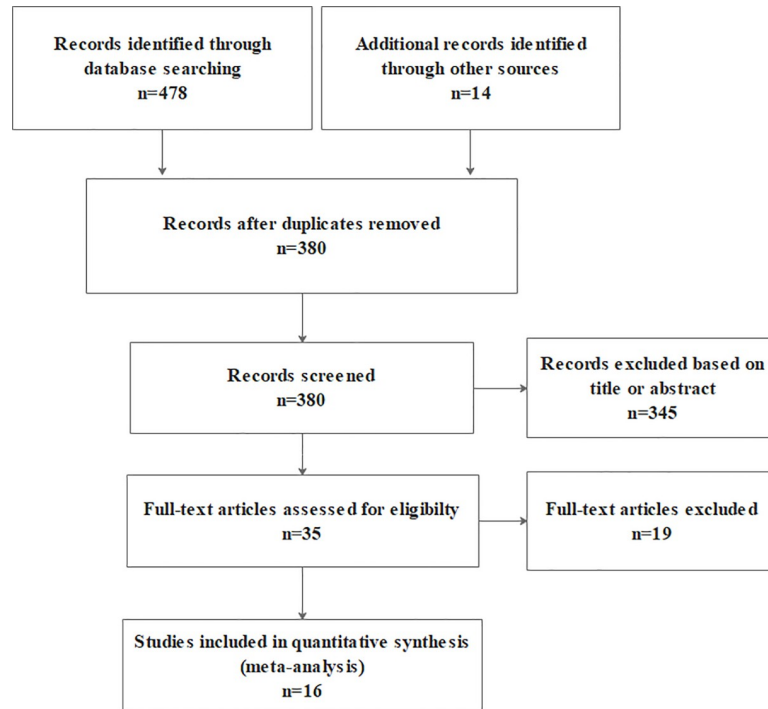 Records identified through
database searching
n=478
Additional records identified
through other sources
n=14
Records after duplicates removed
n=380
Records screened
n=380
Records excluded based on
title or abstract
n=345
Full-text articles assessed for eligibilty
n=35
Full-text articles excluded
n=19
Studies included in quantitative synthesis
(meta-analysis)
n=16